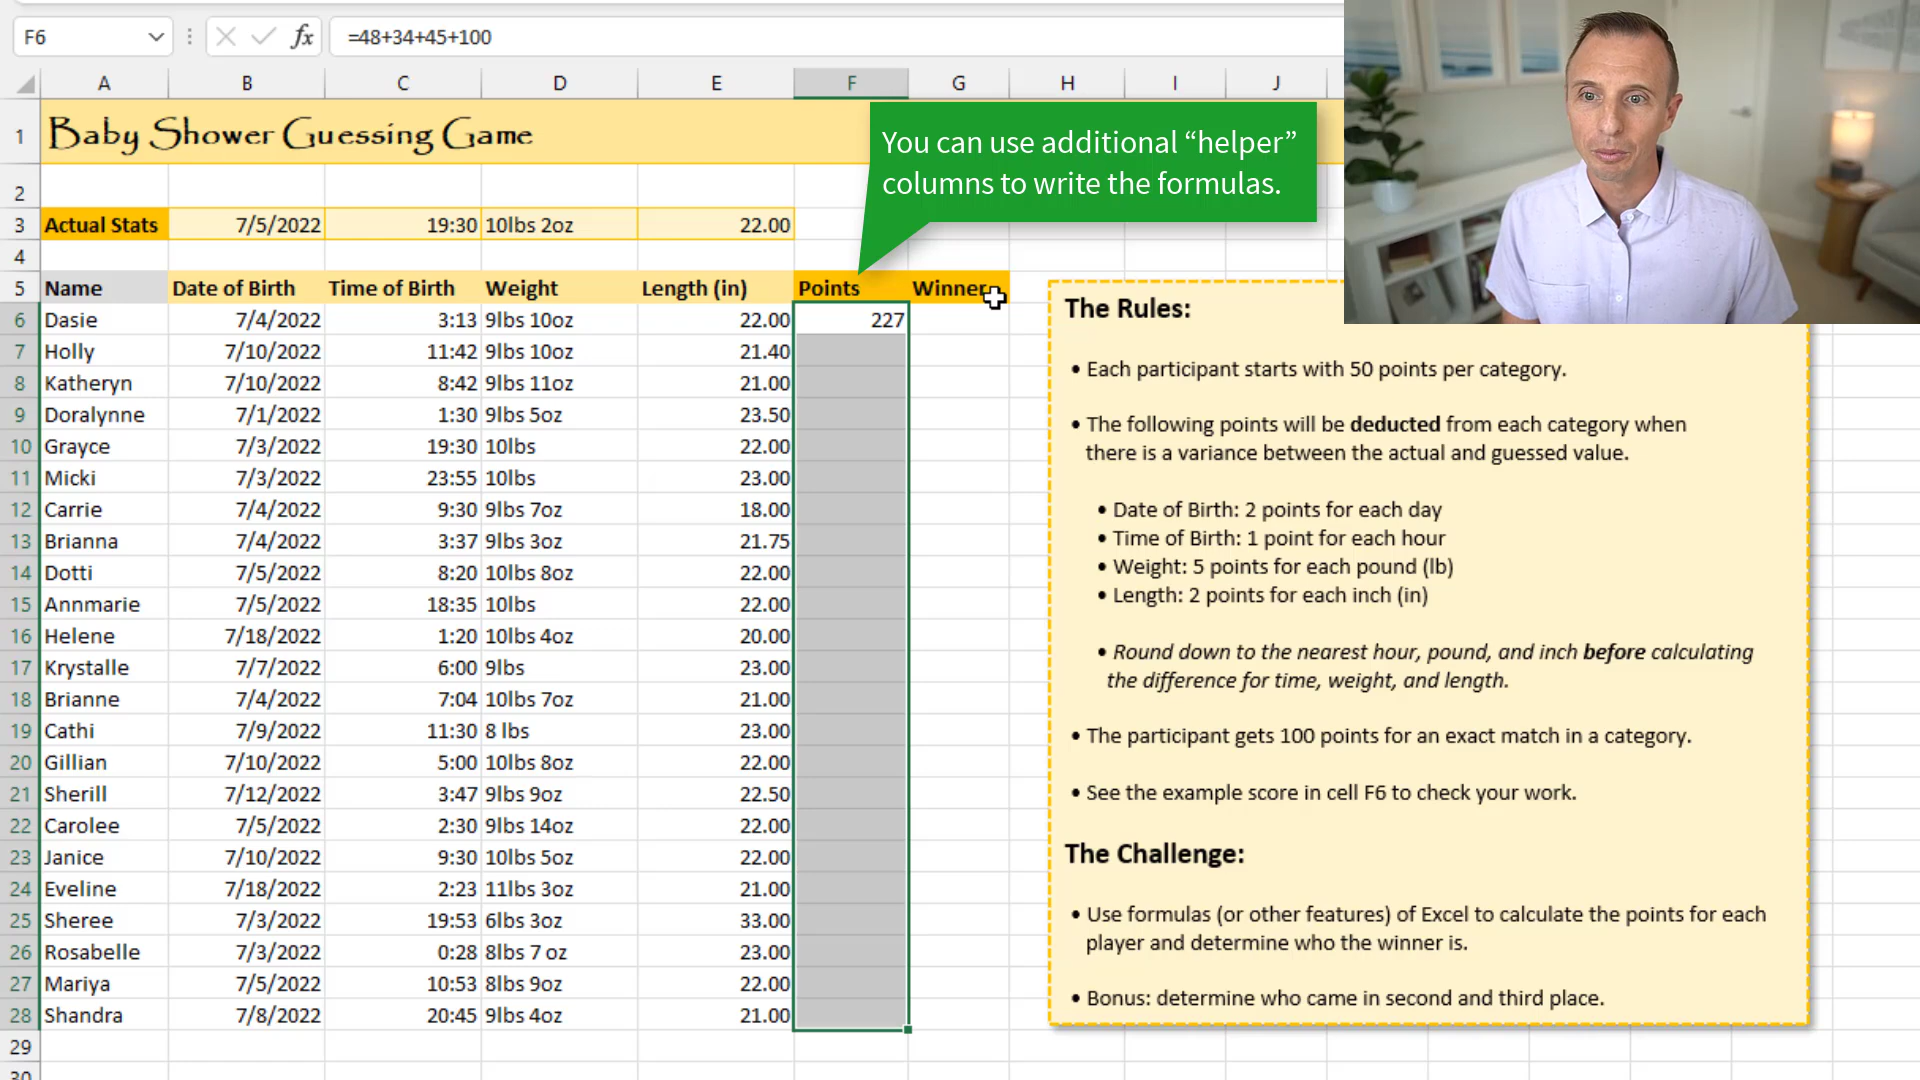 F6 fx =48+34+45+100
A B C D E F G H I J
1 Baby Shower Guessing Game
You can use additional “helper”
columns to write the formulas.
2
3 Actual Stats 7/5/2022 19:30 10lbs 2oz 22.00
4
5 Name Date of Birth Time of Birth Weight Length (in) Points Winner
6 Dasie 7/4/2022 3:13 9lbs 10oz 22.00 227
7 Holly 7/10/2022 11:42 9lbs 10oz 21.40
8 Katheryn 7/10/2022 8:42 9lbs 11oz 21.00
9 Doralynne 7/1/2022 1:30 9lbs 5oz 23.50
10 Grayce 7/3/2022 19:30 10lbs 22.00
11 Micki 7/3/2022 23:55 10lbs 23.00
12 Carrie 7/4/2022 9:30 9lbs 7oz 18.00
13 Brianna 7/4/2022 3:37 9lbs 3oz 21.75
14 Dotti 7/5/2022 8:20 10lbs 8oz 22.00
15 Annmarie 7/5/2022 18:35 10lbs 22.00
16 Helene 7/18/2022 1:20 10lbs 4oz 20.00
17 Krystalle 7/7/2022 6:00 9lbs 23.00
18 Brianne 7/4/2022 7:04 10lbs 7oz 21.00
19 Cathi 7/9/2022 11:30 8 lbs 23.00
20 Gillian 7/10/2022 5:00 10lbs 8oz 22.00
21 Sherill 7/12/2022 3:47 9lbs 9oz 22.50
22 Carolee 7/5/2022 2:30 9lbs 14oz 22.00
23 Janice 7/10/2022 9:30 10lbs 5oz 22.00
24 Eveline 7/18/2022 2:23 11lbs 3oz 21.00
25 Sheree 7/3/2022 19:53 6lbs 3oz 33.00
26 Rosabelle 7/3/2022 0:28 8lbs 7 oz 23.00
27 Mariya 7/5/2022 10:53 8lbs 9oz 22.00
28 Shandra 7/8/2022 20:45 9lbs 4oz 21.00
29
30
The Rules:
• Each participant starts with 50 points per category.
• The following points will be deducted from each category when
there is a variance between the actual and guessed value.
• Date of Birth: 2 points for each day
• Time of Birth: 1 point for each hour
• Weight: 5 points for each pound (lb)
• Length: 2 points for each inch (in)
• Round down to the nearest hour, pound, and inch before calculating
the difference for time, weight, and length.
• The participant gets 100 points for an exact match in a category.
• See the example score in cell F6 to check your work.
The Challenge:
• Use formulas (or other features) of Excel to calculate the points for each
player and determine who the winner is.
• Bonus: determine who came in second and third place.